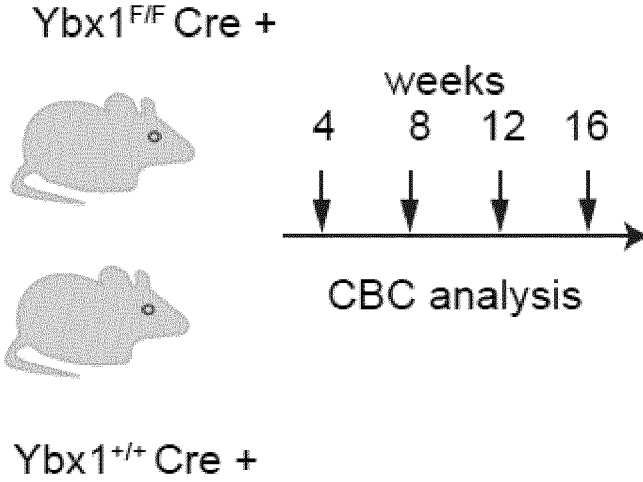 Ybx1F/F Cre +
weeks
4 8 12 16
CBC analysis
Ybx1+/+ Cre +